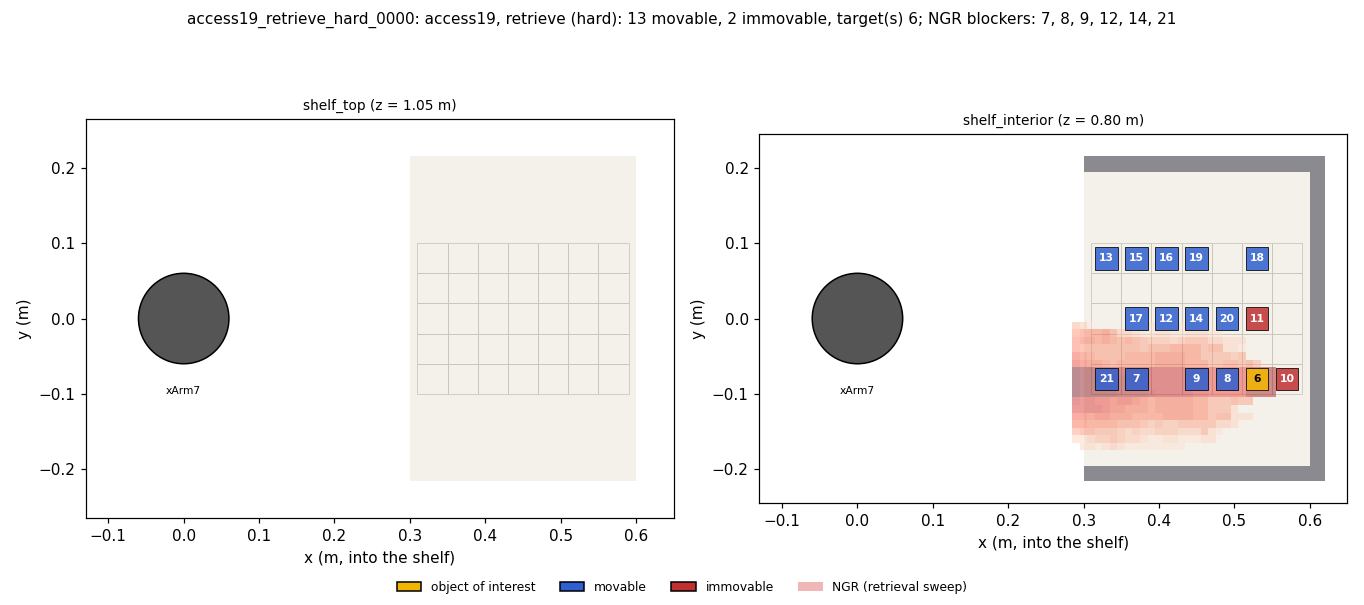 access19_retrieve_hard_0000: access19, retrieve (hard): 13 movable, 2 immovable, target(s) 6; NGR blockers: 7, 8, 9, 12, 14, 21
shelf_top (z = 1.05 m)
0.2
0.1
0.0
−0.1
−0.2
y (m)
xArm7
−0.1
0.0
0.1
0.2
0.3
0.4
0.5
0.6
x (m, into the shelf)
shelf_interior (z = 0.80 m)
0.2
0.1
0.0
−0.1
−0.2
y (m)
xArm7
13 15 16 19 18
17 12 14 20 11
21 7 9 8 6 10
−0.1
0.0
0.1
0.2
0.3
0.4
0.5
0.6
x (m, into the shelf)
object of interest
movable
immovable
NGR (retrieval sweep)